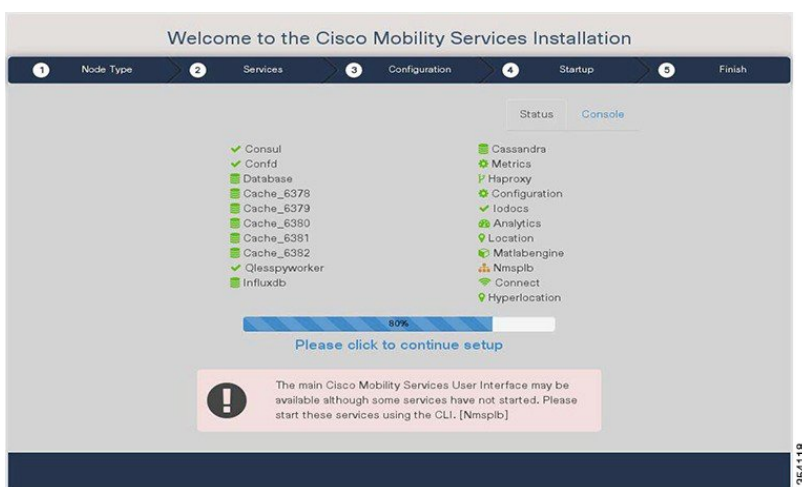 Welcome to the Cisco Mobility Services Installation
1 Node Type 2 Services 3 Configuration 4 Startup 5 Finish
Status Console
Consul
Confd
Database
Cache_6378
Cache_6379
Cache_6380
Cache_6381
Cache_6382
Qlesspyworker
Influxdb
Cassandra
Metrics
Haproxy
Configuration
Iodocs
Analytics
Location
Matlabengine
Nmsplb
Connect
Hyperlocation
80%
Please click to continue setup
The main Cisco Mobility Services User Interface may be
available although some services have not started. Please
start these services using the CLI. [Nmsplb]
354118